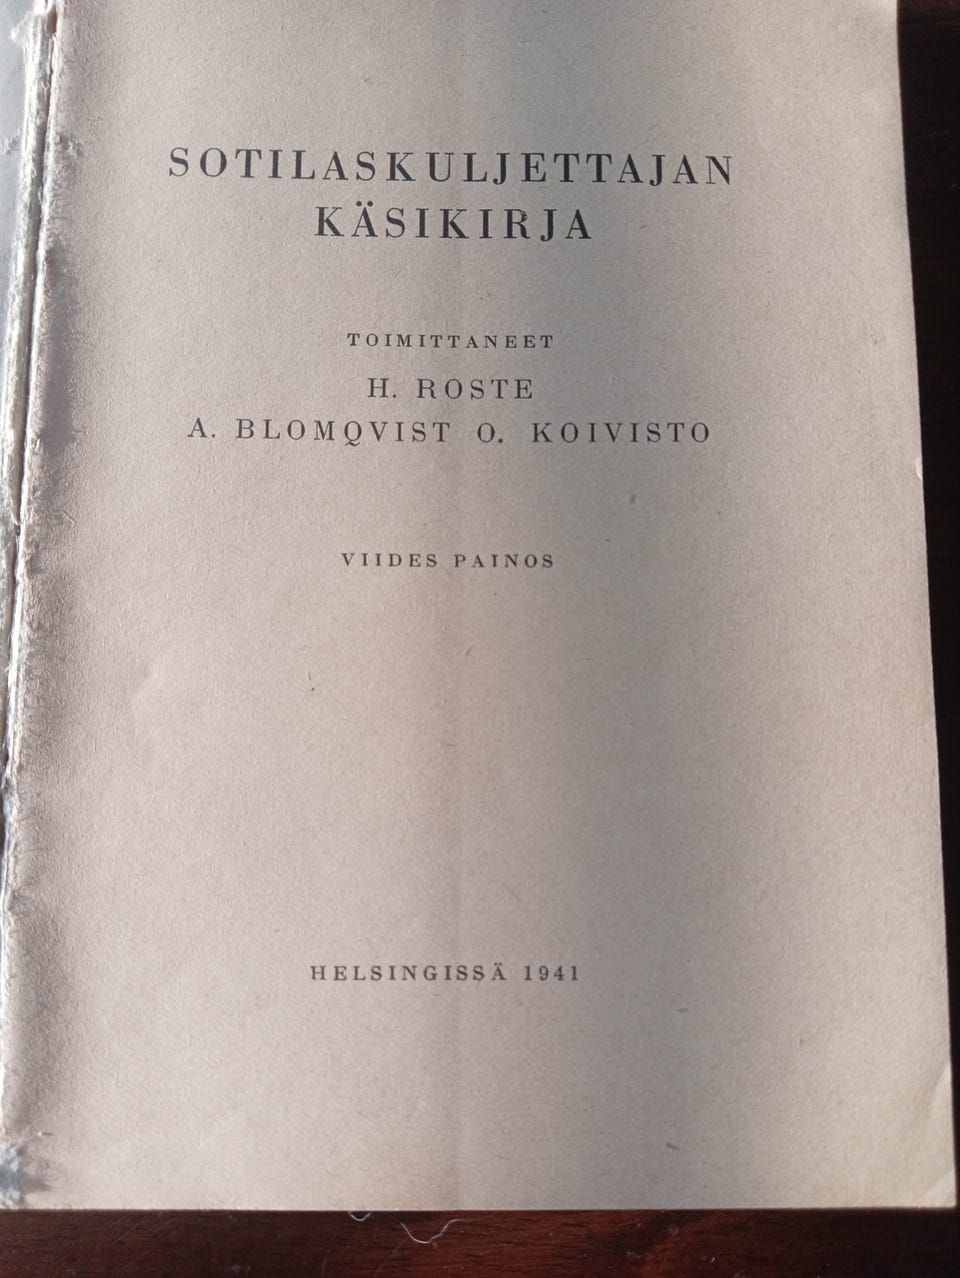 SOTILASKULJETTAJAN
KÄSIKIRJA
TOIMITTANEET
H. ROSTE
A. BLOMQVIST O. KOIVISTO
VIIDES PAINOS
HELSINGISSÄ 1941